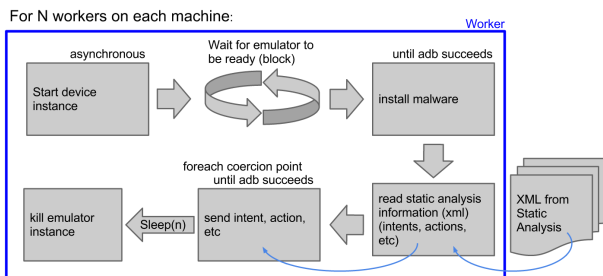 For N workers on each machine:
Worker
asynchronous
Wait for emulator to
be ready (block)
until adb succeeds
Start device
instance
install malware
foreach coercion point
until adb succeeds
kill emulator
instance
Sleep(n)
send intent, action,
etc
read static analysis
information (xml)
(intents, actions,
etc)
XML from
Static
Analysis